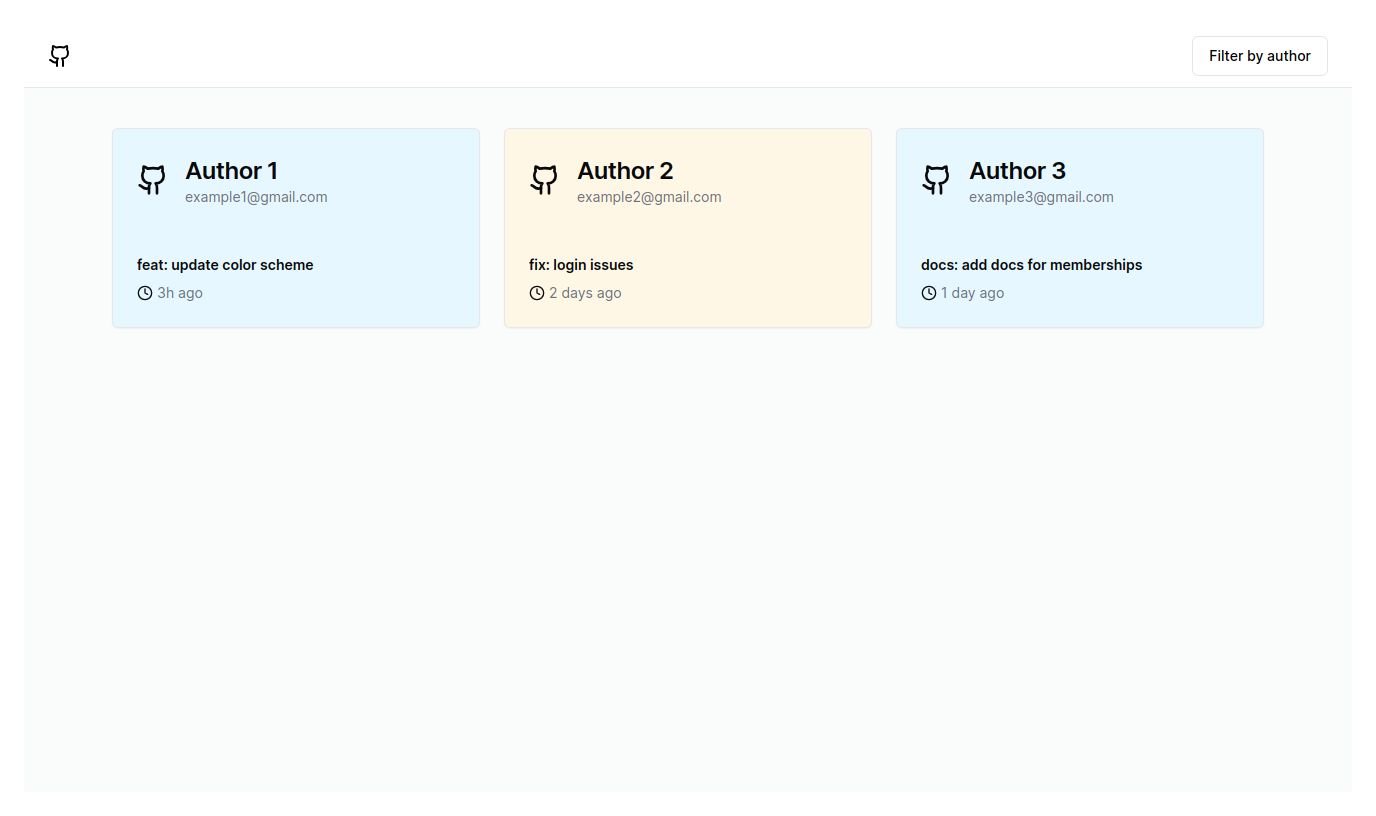 Filter by author
Author 1
example1@gmail.com
feat: update color scheme
3h ago
Author 2
example2@gmail.com
fix: login issues
2 days ago
Author 3
example3@gmail.com
docs: add docs for memberships
1 day ago